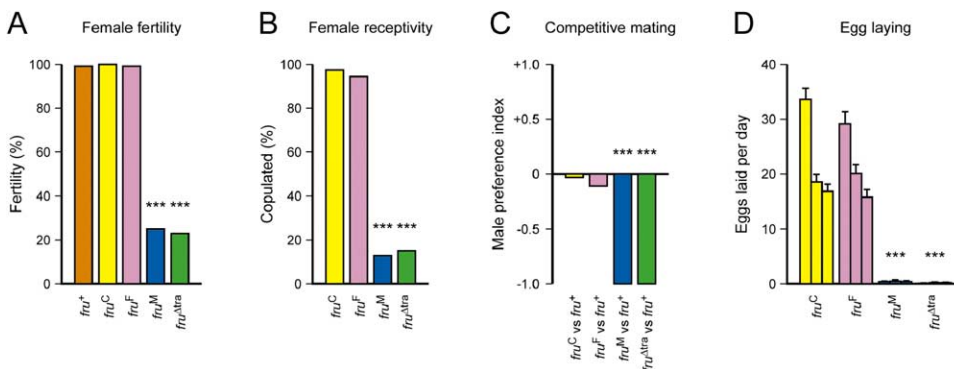 A Female fertility
Fertility (%)
100
80
60
40
20
0
*** ***
fru+
fruC
fruF
fruM
fruΔtra
B Female receptivity
Copulated (%)
100
80
60
40
20
0
*** ***
fruC
fruF
fruM
fruΔtra
C Competitive mating
Male preference index
+1.0
+0.5
0
-0.5
-1.0
*** ***
fruC vs fru+
fruF vs fru+
fruM vs fru+
fruΔtra vs fru+
D Egg laying
Eggs laid per day
40
30
20
10
0
*** ***
fruC
fruF
fruM
fruΔtra